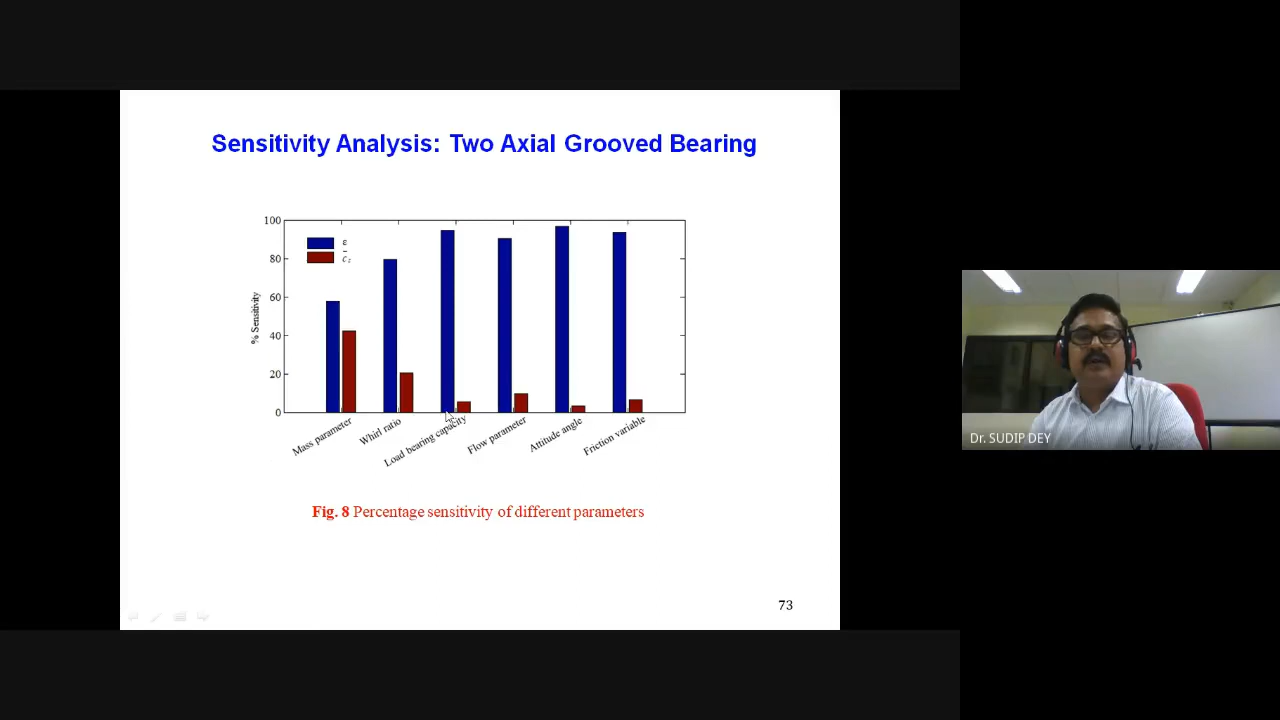 Sensitivity Analysis: Two Axial Grooved Bearing
100
80
60
40
20
0
% Sensitivity
ε
c̄z
Mass parameter
Whirl ratio
Load bearing capacity
Flow parameter
Attitude angle
Friction variable
Fig. 8 Percentage sensitivity of different parameters
73
Dr. SUDIP DEY